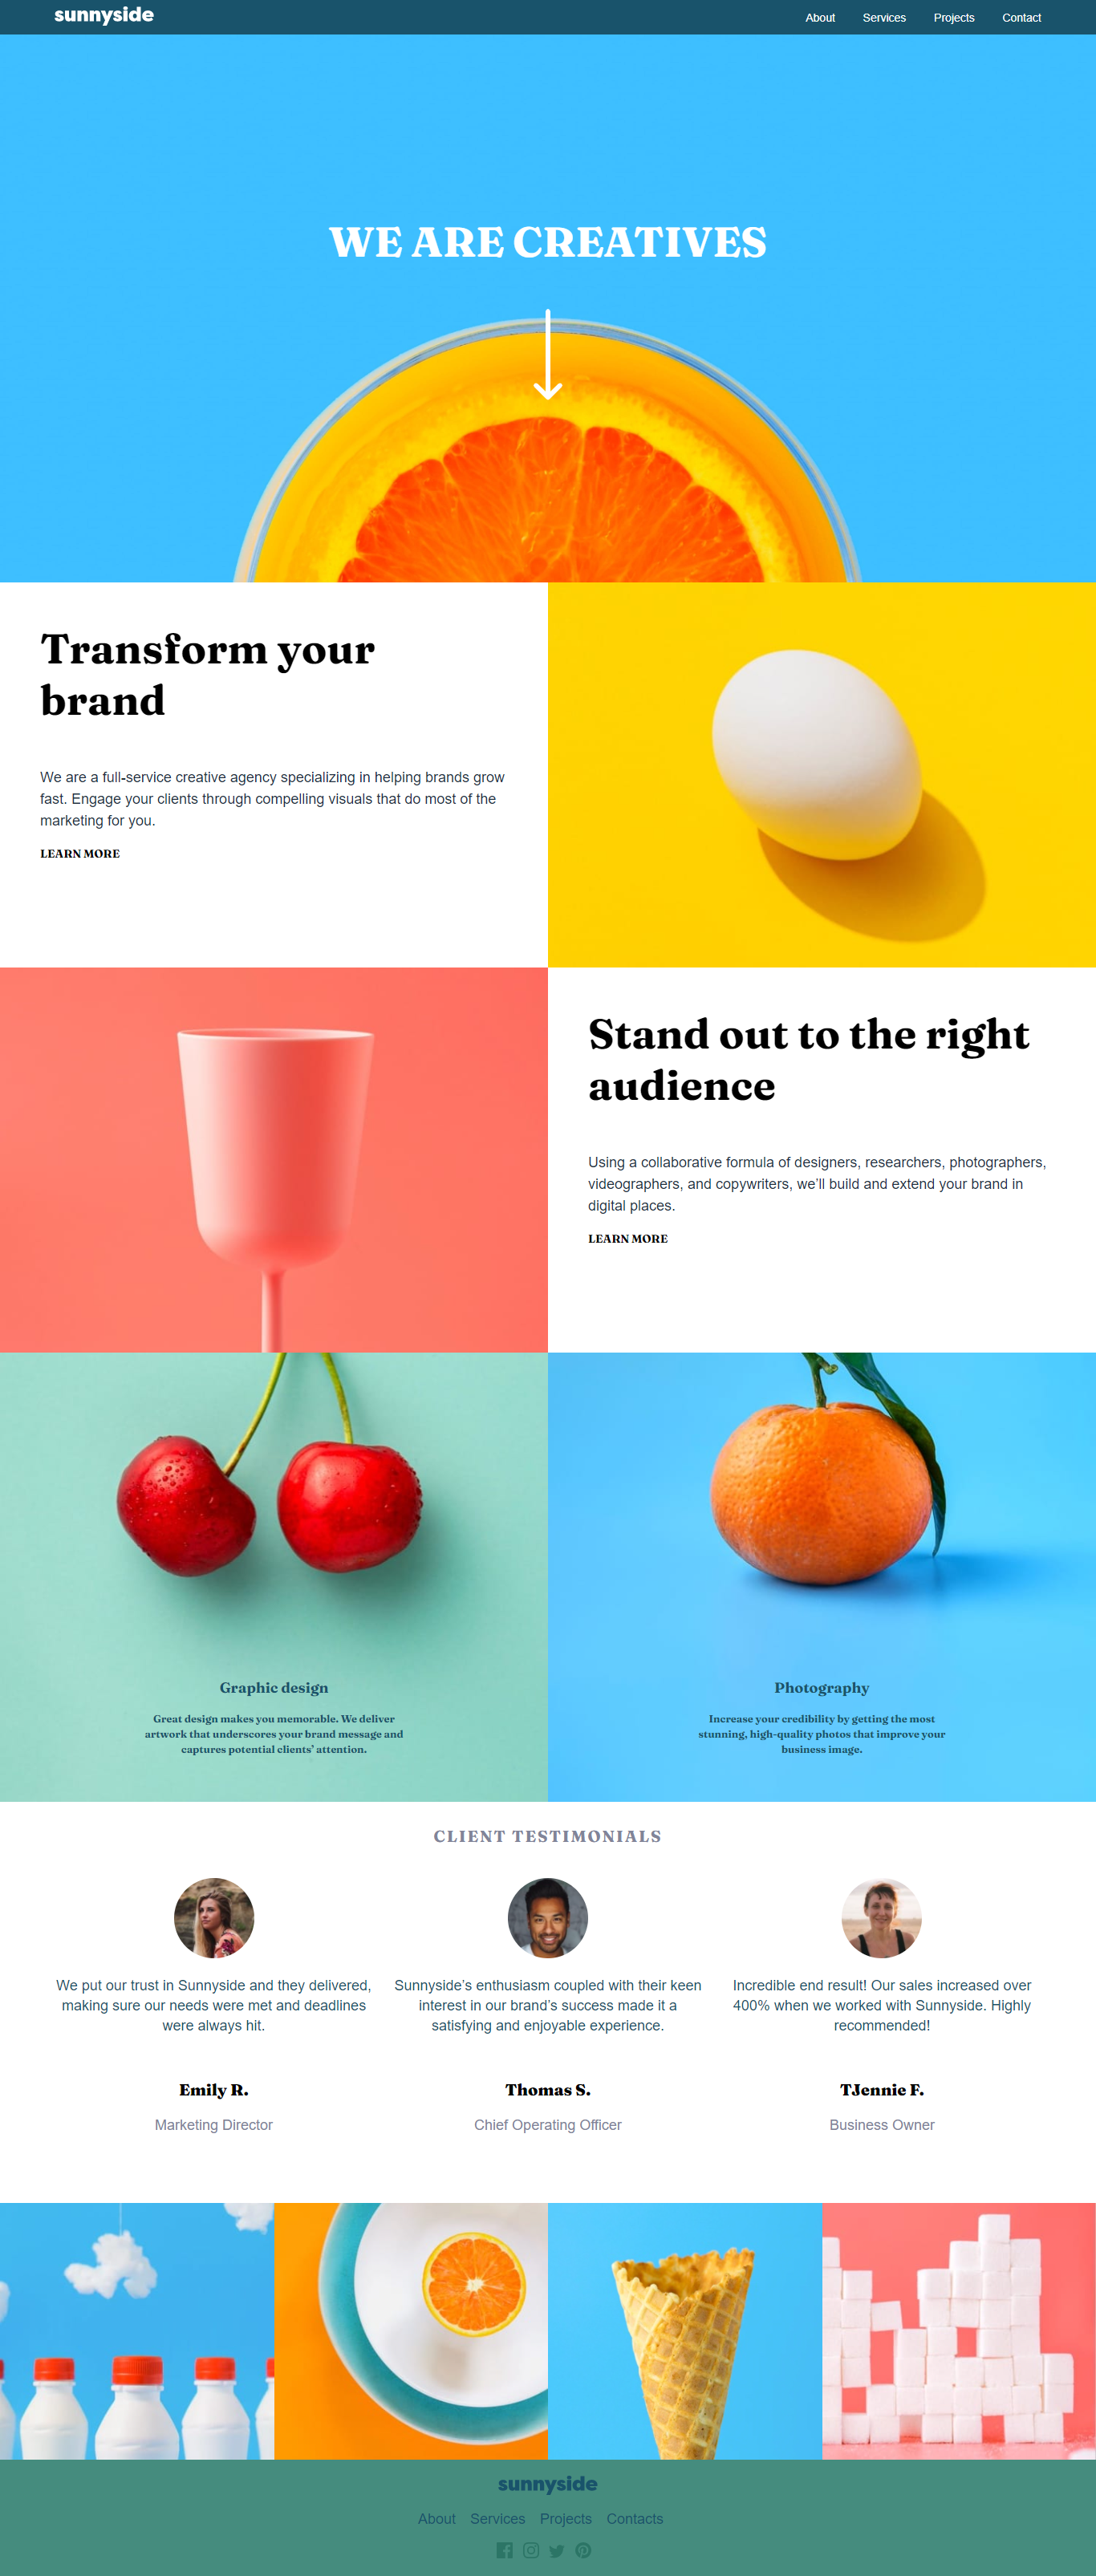 sunnyside
About Services Projects Contact
WE ARE CREATIVES
Transform your
brand
We are a full-service creative agency specializing in helping brands grow
fast. Engage your clients through compelling visuals that do most of the
marketing for you.
LEARN MORE
Stand out to the right
audience
Using a collaborative formula of designers, researchers, photographers,
videographers, and copywriters, we’ll build and extend your brand in
digital places.
LEARN MORE
Graphic design
Great design makes you memorable. We deliver
artwork that underscores your brand message and
captures potential clients’ attention.
Photography
Increase your credibility by getting the most
stunning, high-quality photos that improve your
business image.
CLIENT TESTIMONIALS
We put our trust in Sunnyside and they delivered,
making sure our needs were met and deadlines
were always hit.
Emily R.
Marketing Director
Sunnyside’s enthusiasm coupled with their keen
interest in our brand’s success made it a
satisfying and enjoyable experience.
Thomas S.
Chief Operating Officer
Incredible end result! Our sales increased over
400% when we worked with Sunnyside. Highly
recommended!
TJennie F.
Business Owner
sunnyside
About Services Projects Contacts